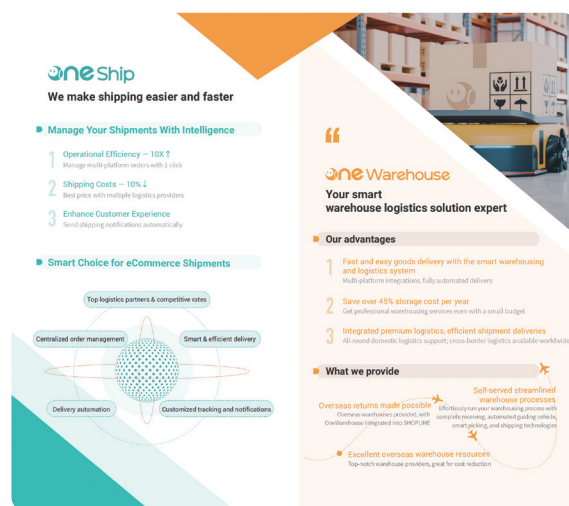 one Ship
We make shipping easier and faster
Manage Your Shipments With Intelligence
1 Operational Efficiency — 10X ↑
Manage multi-platform orders with 1 click
2 Shipping Costs — 10% ↓
Best price with multiple logistics providers
3 Enhance Customer Experience
Send shipping notifications automatically
Smart Choice for eCommerce Shipments
Top logistics partners & competitive rates
Centralized order management
Smart & efficient delivery
Delivery automation
Customized tracking and notifications
“
one Warehouse
Your smart
warehouse logistics solution expert
Our advantages
1 Fast and easy goods delivery with the smart warehousing
and logistics system
Multi-platform integrations, fully automated delivery
2 Save over 45% storage cost per year
Get professional warehousing services even with a small budget
3 Integrated premium logistics, efficient shipment deliveries
All-round domestic logistics support; cross-border logistics available worldwide
What we provide
Self-served streamlined
warehouse processes
Effortlessly run your warehousing process with
complete receiving, automated guiding vehicle,
smart picking, and shipping technologies
Overseas returns made possible
Overseas warehouses provided, with
OneWarehouse integrated into SHOPLINE
Excellent overseas warehouse resources
Top-notch warehouse providers, great for cost reduction